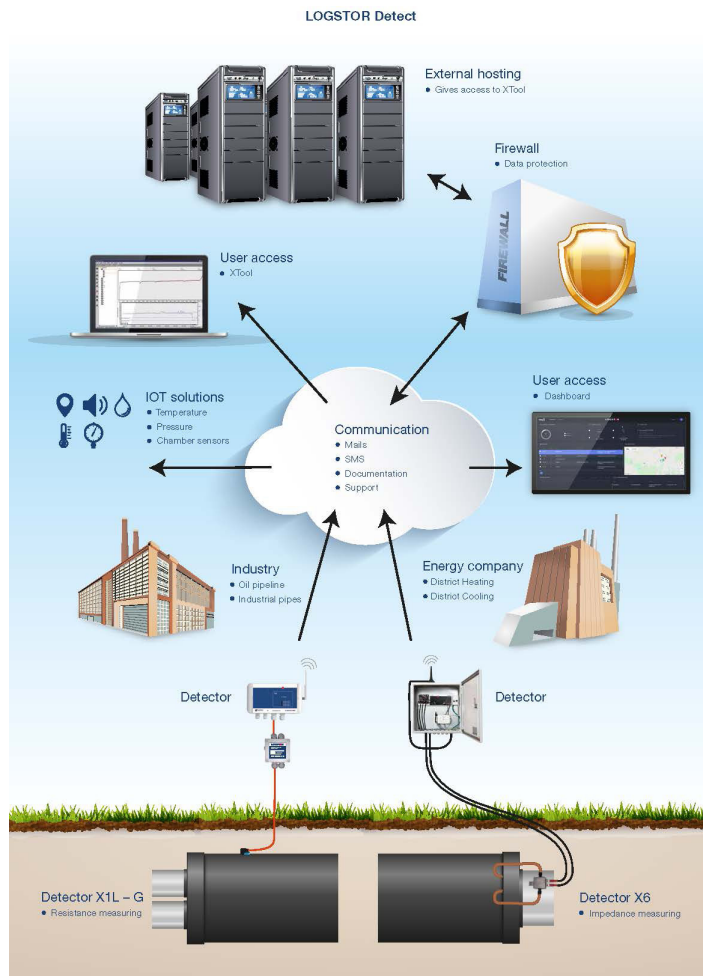 LOGSTOR Detect
External hosting
• Gives access to XTool
Firewall
• Data protection
FIREWALL
User access
• XTool
IOT solutions
• Temperature
• Pressure
• Chamber sensors
User access
• Dashboard
Communication
• Mails
• SMS
• Documentation
• Support
Industry
• Oil pipeline
• Industrial pipes
Energy company
• District Heating
• District Cooling
Detector
Detector
Detector X1L – G
• Resistance measuring
Detector X6
• Impedance measuring